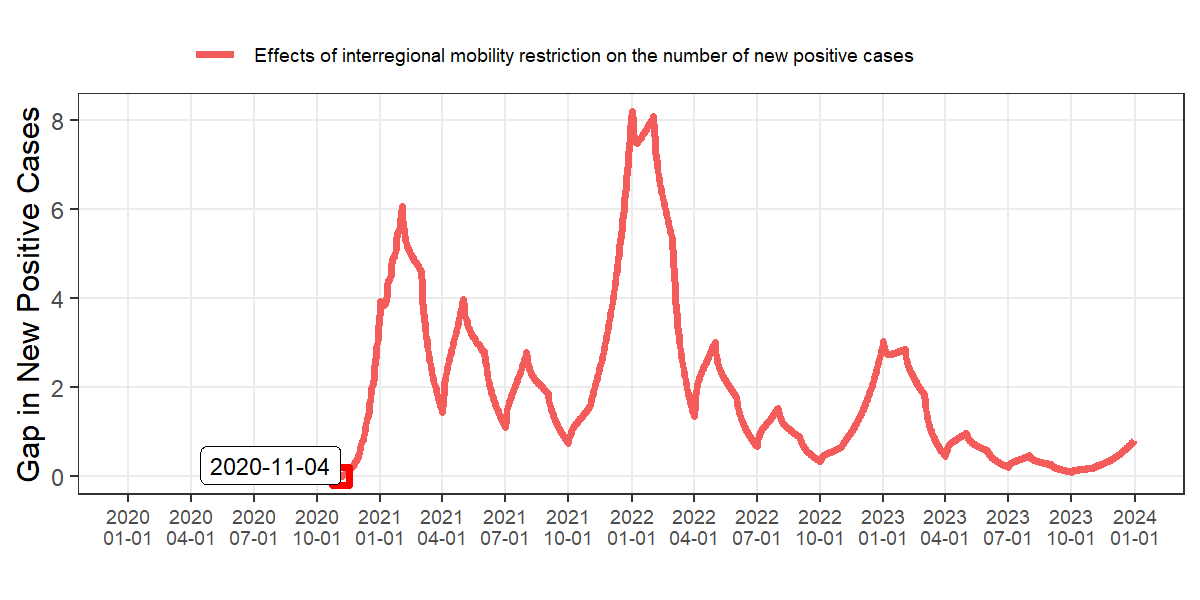 Effects of interregional mobility restriction on the number of new positive cases
Gap in New Positive Cases
8
6
4
2
0
2020-11-04
2020 2020 2020 2020 2021 2021 2021 2021 2022 2022 2022 2022 2023 2023 2023 2023 2024
01-01 04-01 07-01 10-01 01-01 04-01 07-01 10-01 01-01 04-01 07-01 10-01 01-01 04-01 07-01 10-01 01-01